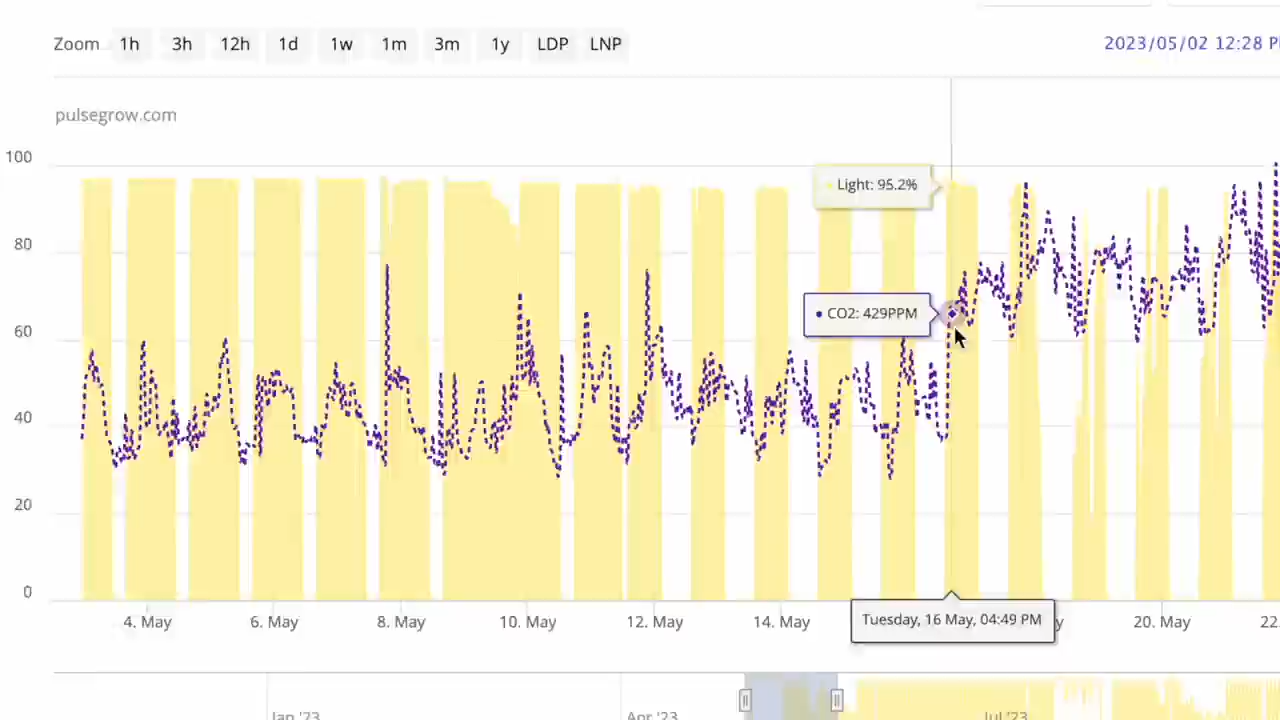 Zoom 1h 3h 12h 1d 1w 1m 3m 1y LDP LNP
2023/05/02 12:28 P
pulsegrow.com
100
Light: 95.2%
80
CO2: 429PPM
60
40
20
0
4. May 6. May 8. May 10. May 12. May 14. May Tuesday, 16 May, 04:49 PM y 20. May 22.
Jan '23 Apr '23 Jul '23